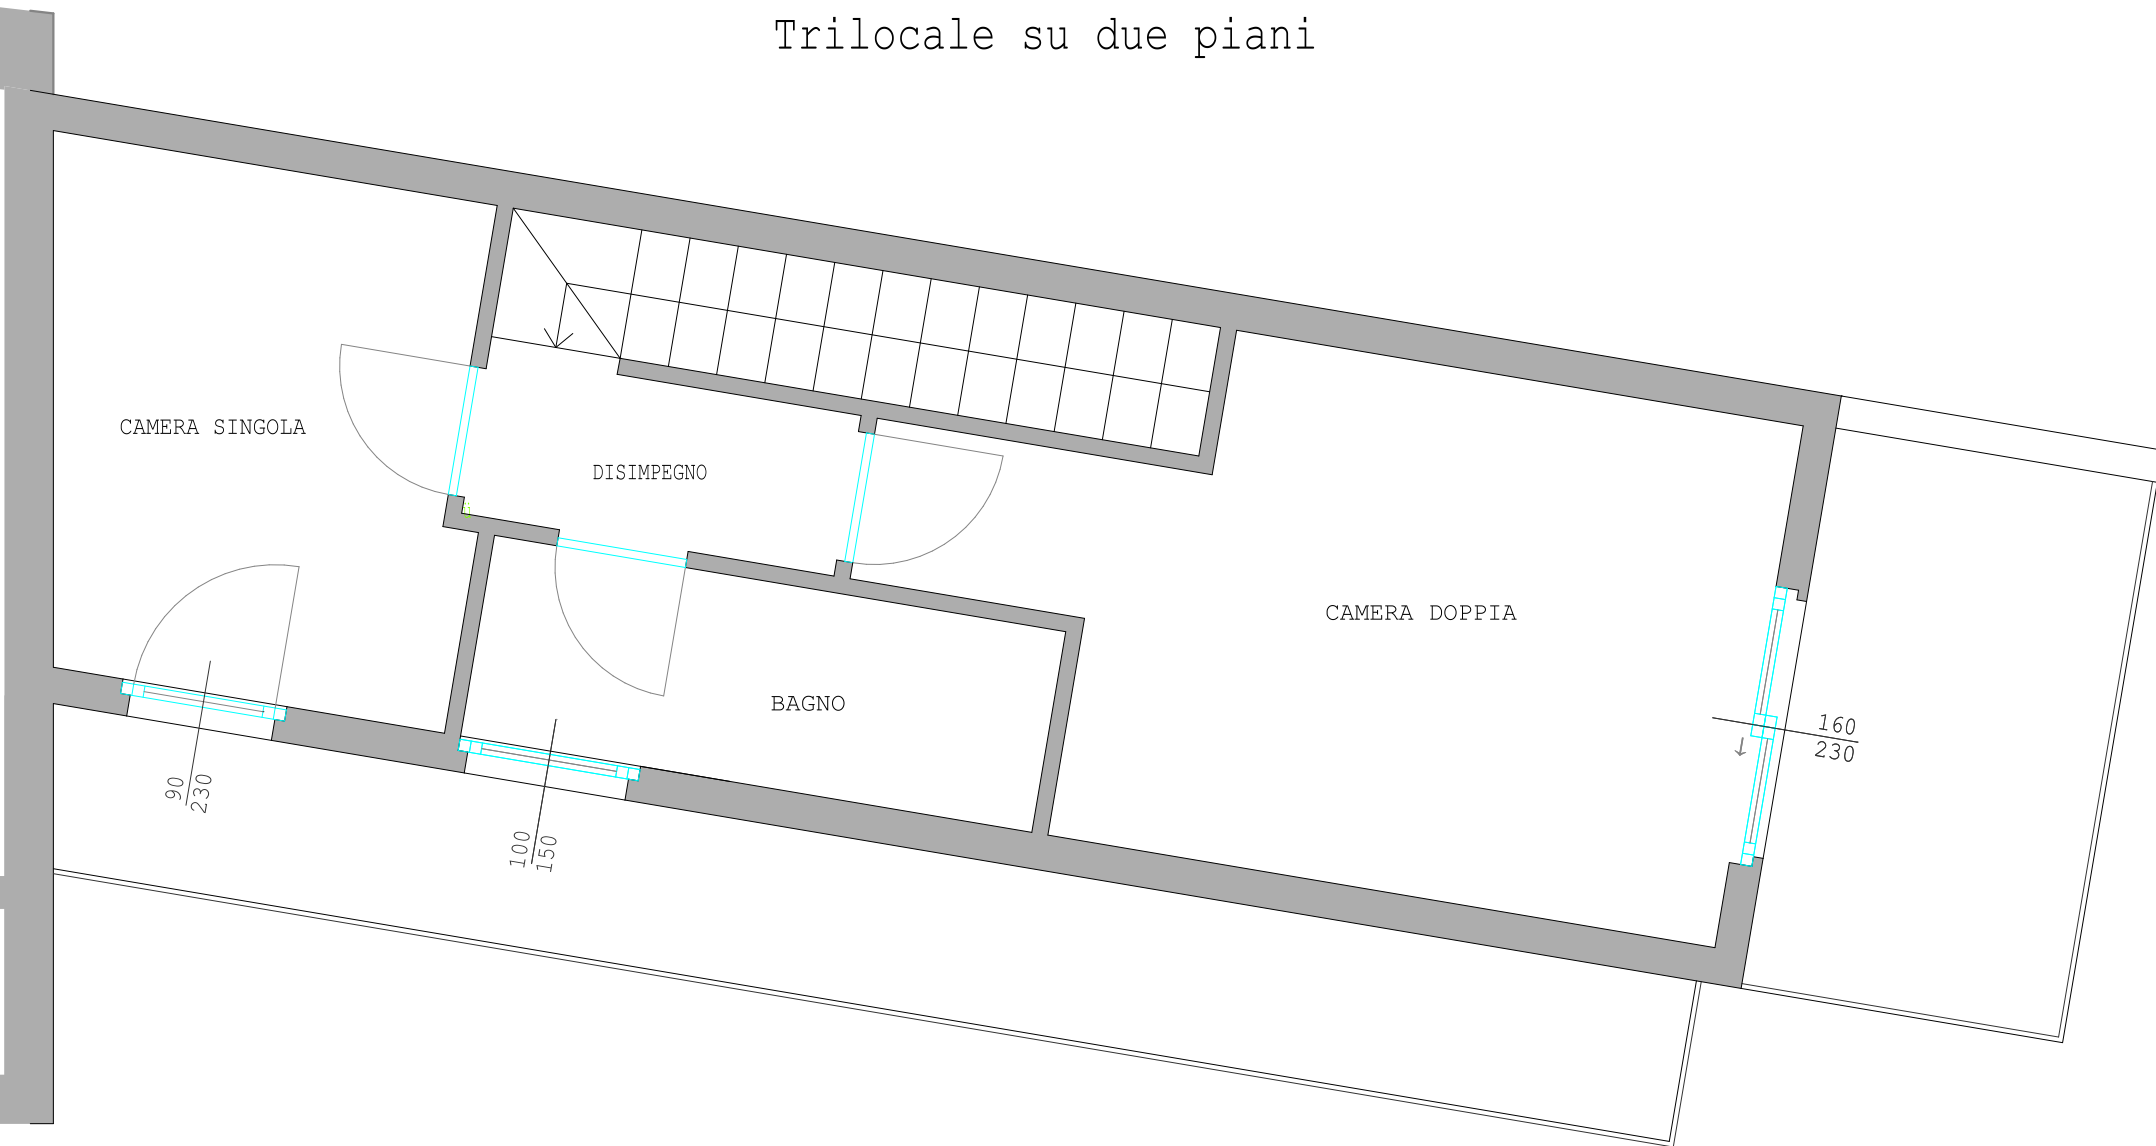 Trilocale su due piani
CAMERA SINGOLA
DISIMPEGNO
CAMERA DOPPIA
BAGNO
160
230
90
230
100
150